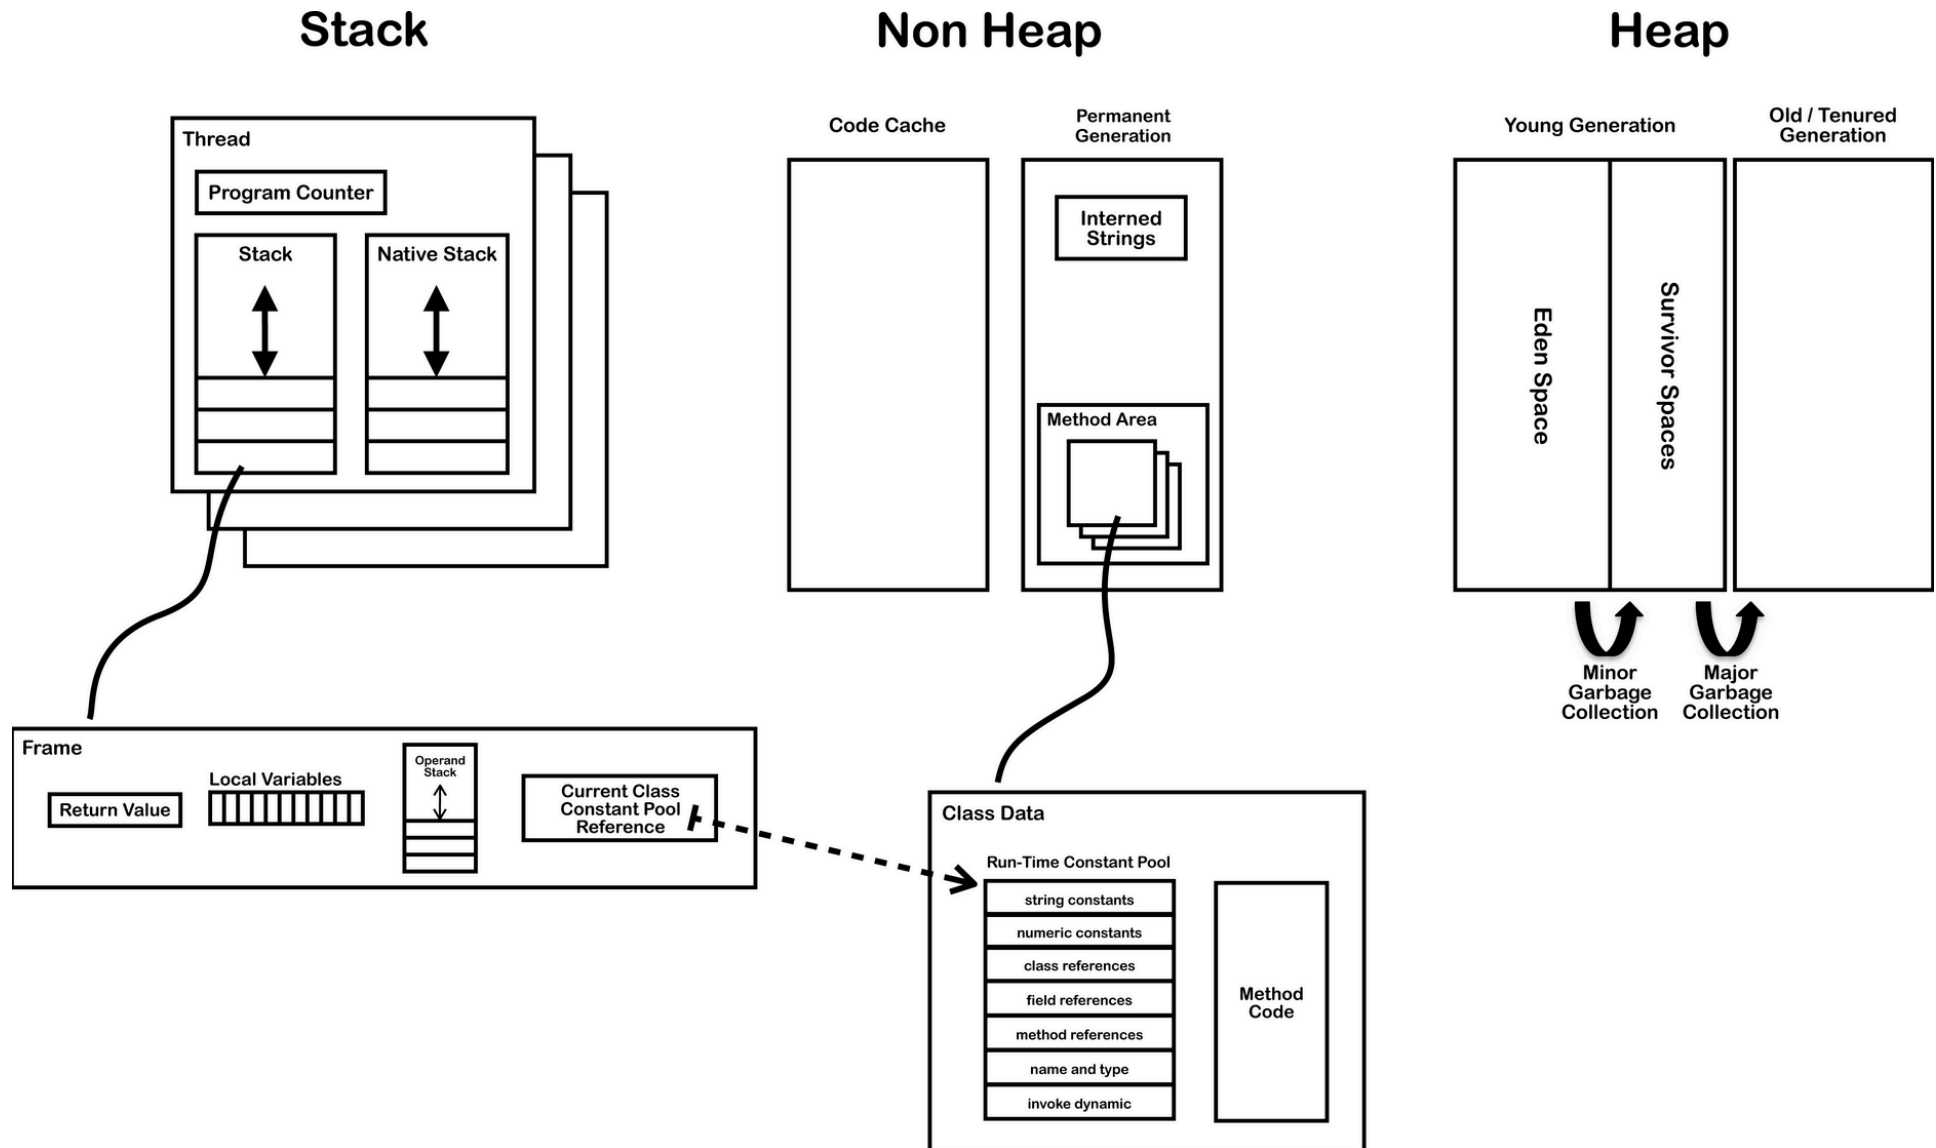 Stack
Non Heap
Heap
Thread
Program Counter
Stack
Native Stack
Code Cache
Permanent
Generation
Interned
Strings
Method Area
Young Generation
Old / Tenured
Generation
Eden Space
Survivor Spaces
Minor
Garbage
Collection
Major
Garbage
Collection
Frame
Return Value
Local Variables
Operand
Stack
Current Class
Constant Pool
Reference
Class Data
Run-Time Constant Pool
string constants
numeric constants
class references
field references
method references
name and type
invoke dynamic
Method
Code